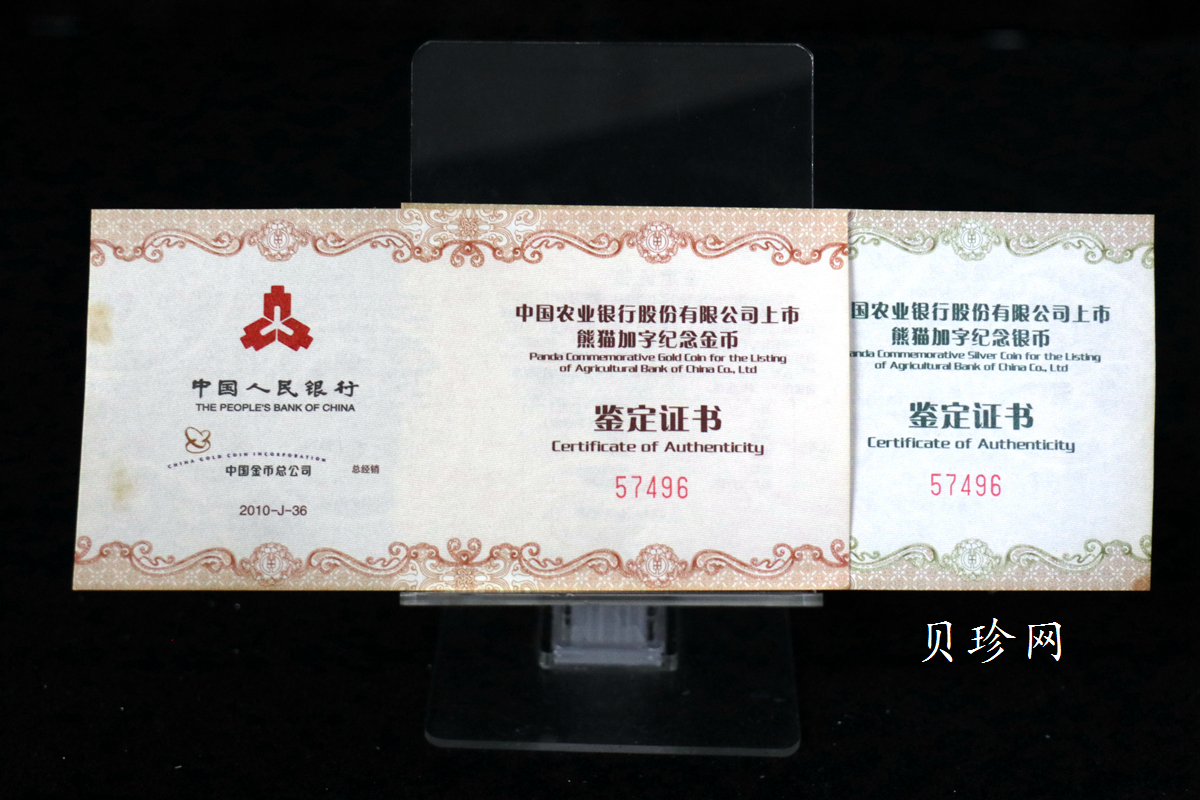 中国人民银行
THE PEOPLE'S BANK OF CHINA
CHINA GOLD COIN INCORPORATION
中国金币总公司 总经销
2010-J-36
中国农业银行股份有限公司上市
熊猫加字纪念金币
Panda Commemorative Gold Coin for the Listing
of Agricultural Bank of China Co., Ltd
鉴定证书
Certificate of Authenticity
57496
国农业银行股份有限公司上市
熊猫加字纪念银币
anda Commemorative Silver Coin for the Listing
of Agricultural Bank of China Co., Ltd
鉴定证书
Certificate of Authenticity
57496
贝珍网